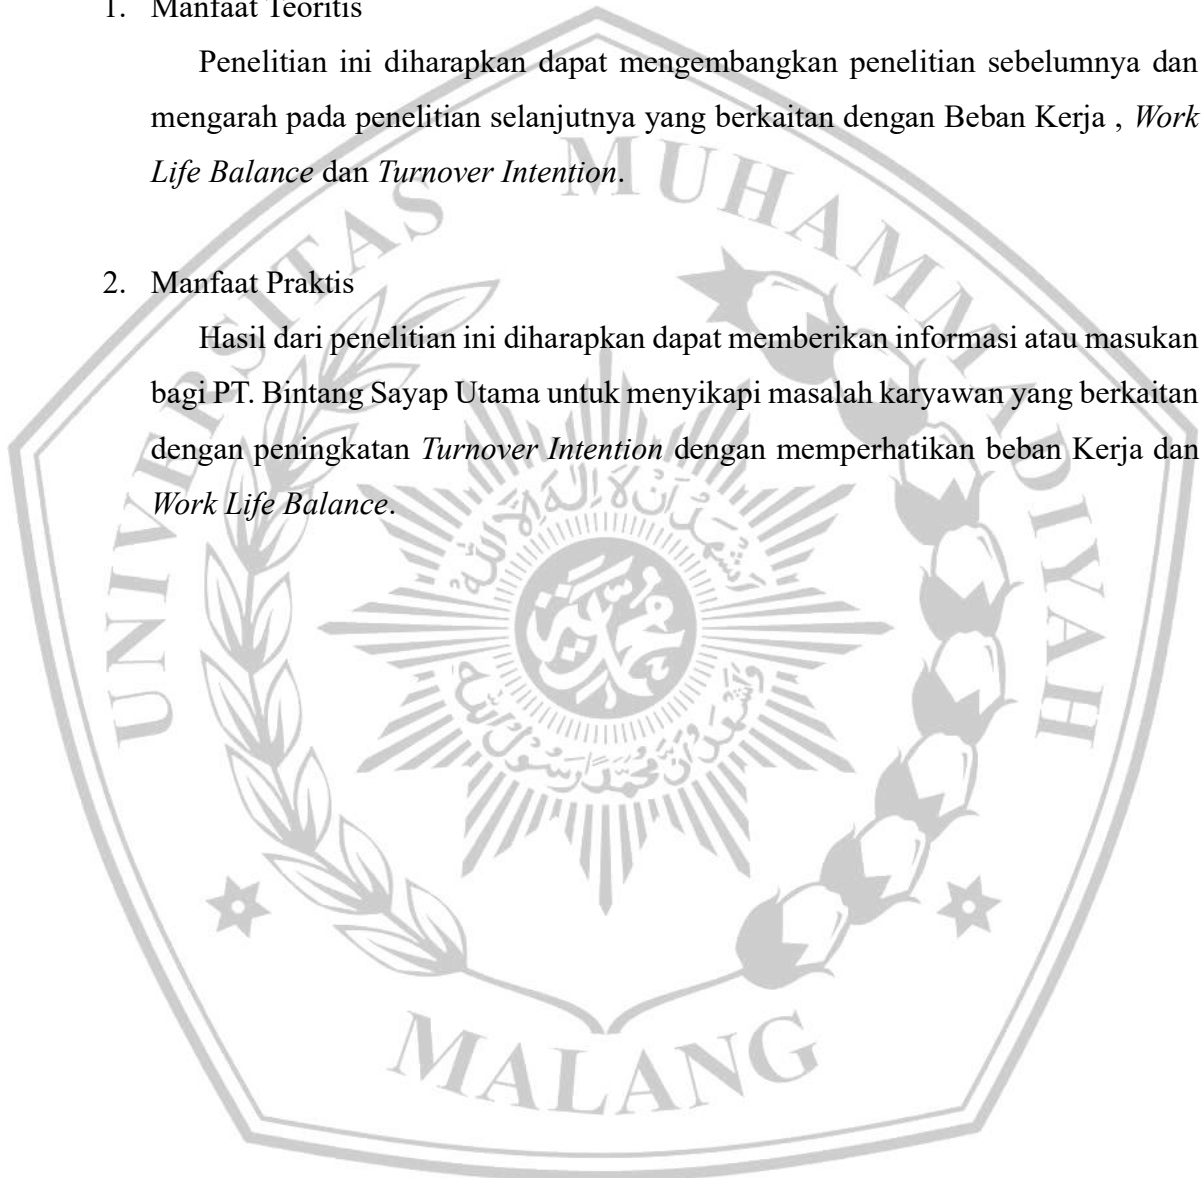 1. Manfaat Teoritis
Penelitian ini diharapkan dapat mengembangkan penelitian sebelumnya dan
mengarah pada penelitian selanjutnya yang berkaitan dengan Beban Kerja , Work
Life Balance dan Turnover Intention.
2. Manfaat Praktis
Hasil dari penelitian ini diharapkan dapat memberikan informasi atau masukan
bagi PT. Bintang Sayap Utama untuk menyikapi masalah karyawan yang berkaitan
dengan peningkatan Turnover Intention dengan memperhatikan beban Kerja dan
Work Life Balance.
UNIVERSITAS MUHAMMADIYAH
MALANG